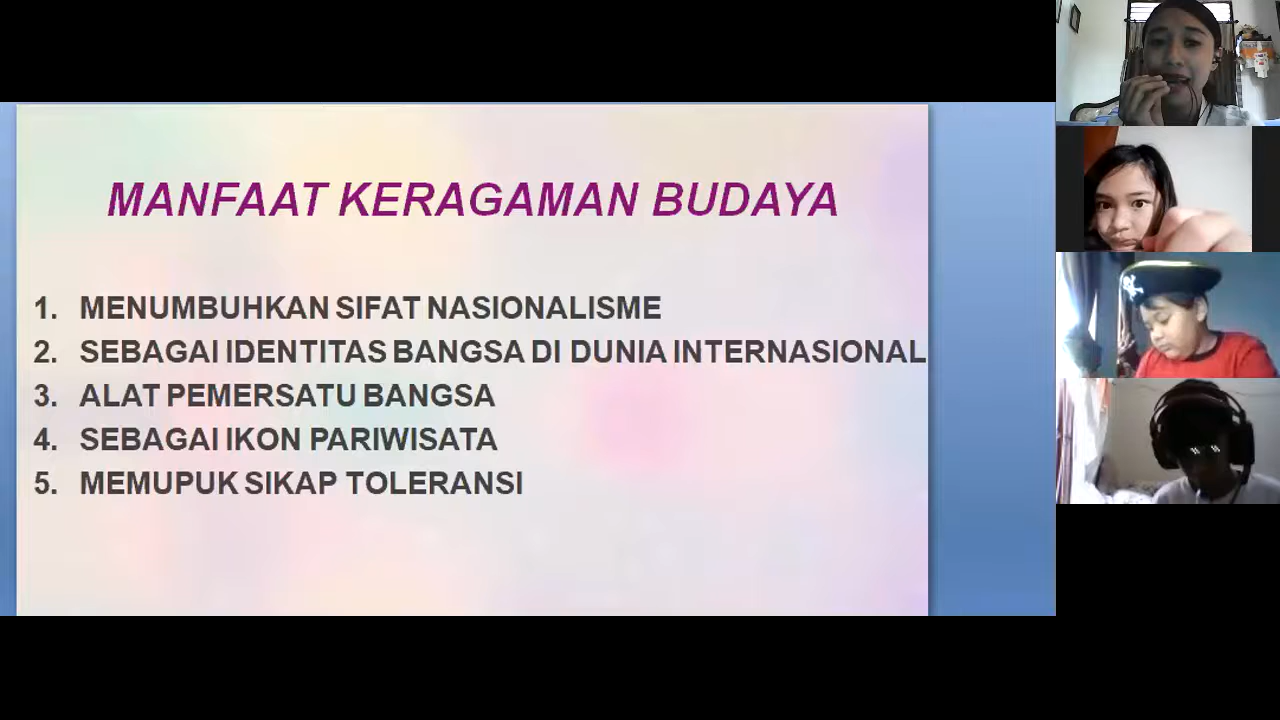 MANFAAT KERAGAMAN BUDAYA
1. MENUMBUHKAN SIFAT NASIONALISME
2. SEBAGAI IDENTITAS BANGSA DI DUNIA INTERNASIONAL
3. ALAT PEMERSATU BANGSA
4. SEBAGAI IKON PARIWISATA
5. MEMUPUK SIKAP TOLERANSI